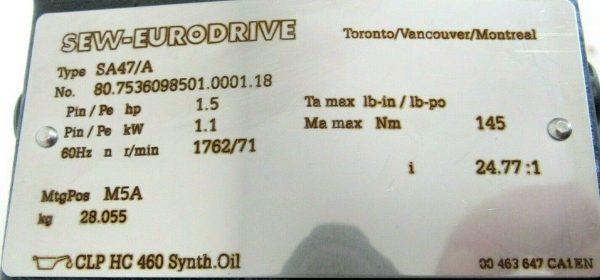 SEW-EURODRIVE Toronto/Vancouver/Montreal
Type SA47/A
No. 80.7536098501.0001.18
Pin / Pe hp 1.5 Ta max lb-in / lb-po
Pin / Pe kW 1.1 Ma max Nm 145
60Hz n r/min 1762/71
i 24.77 :1
MtgPos M5A
kg 28.055
CLP HC 460 Synth.Oil 00 463 647 CA1EN